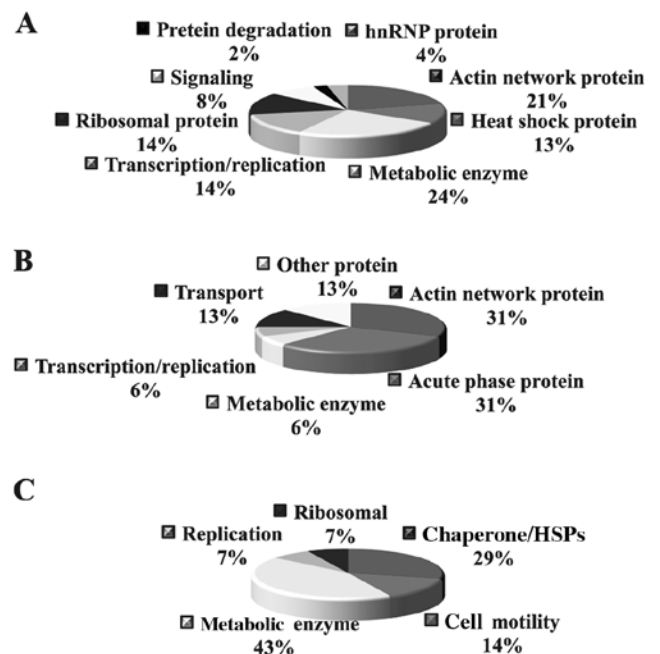 A
Pretein degradation
2%
hnRNP protein
4%
Signaling
8%
Actin network protein
21%
Ribosomal protein
14%
Heat shock protein
13%
Transcription/replication
14%
Metabolic enzyme
24%
B
Other protein
13%
Transport
13%
Actin network protein
31%
Transcription/replication
6%
Acute phase protein
31%
Metabolic enzyme
6%
C
Ribosomal
7%
Replication
7%
Chaperone/HSPs
29%
Metabolic enzyme
43%
Cell motility
14%